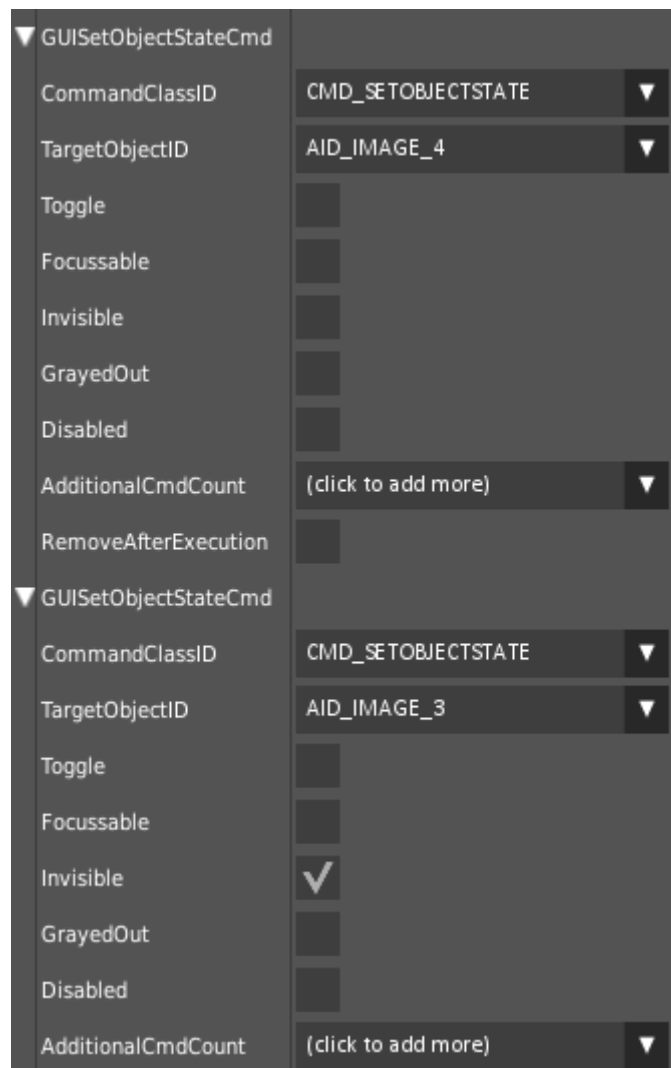 GUISetObjectStateCmd
CommandClassID CMD_SETOBJECTSTATE
TargetObjectID AID_IMAGE_4
Toggle
Focussable
Invisible
GrayedOut
Disabled
AdditionalCmdCount (click to add more)
RemoveAfterExecution
GUISetObjectStateCmd
CommandClassID CMD_SETOBJECTSTATE
TargetObjectID AID_IMAGE_3
Toggle
Focussable
Invisible
GrayedOut
Disabled
AdditionalCmdCount (click to add more)